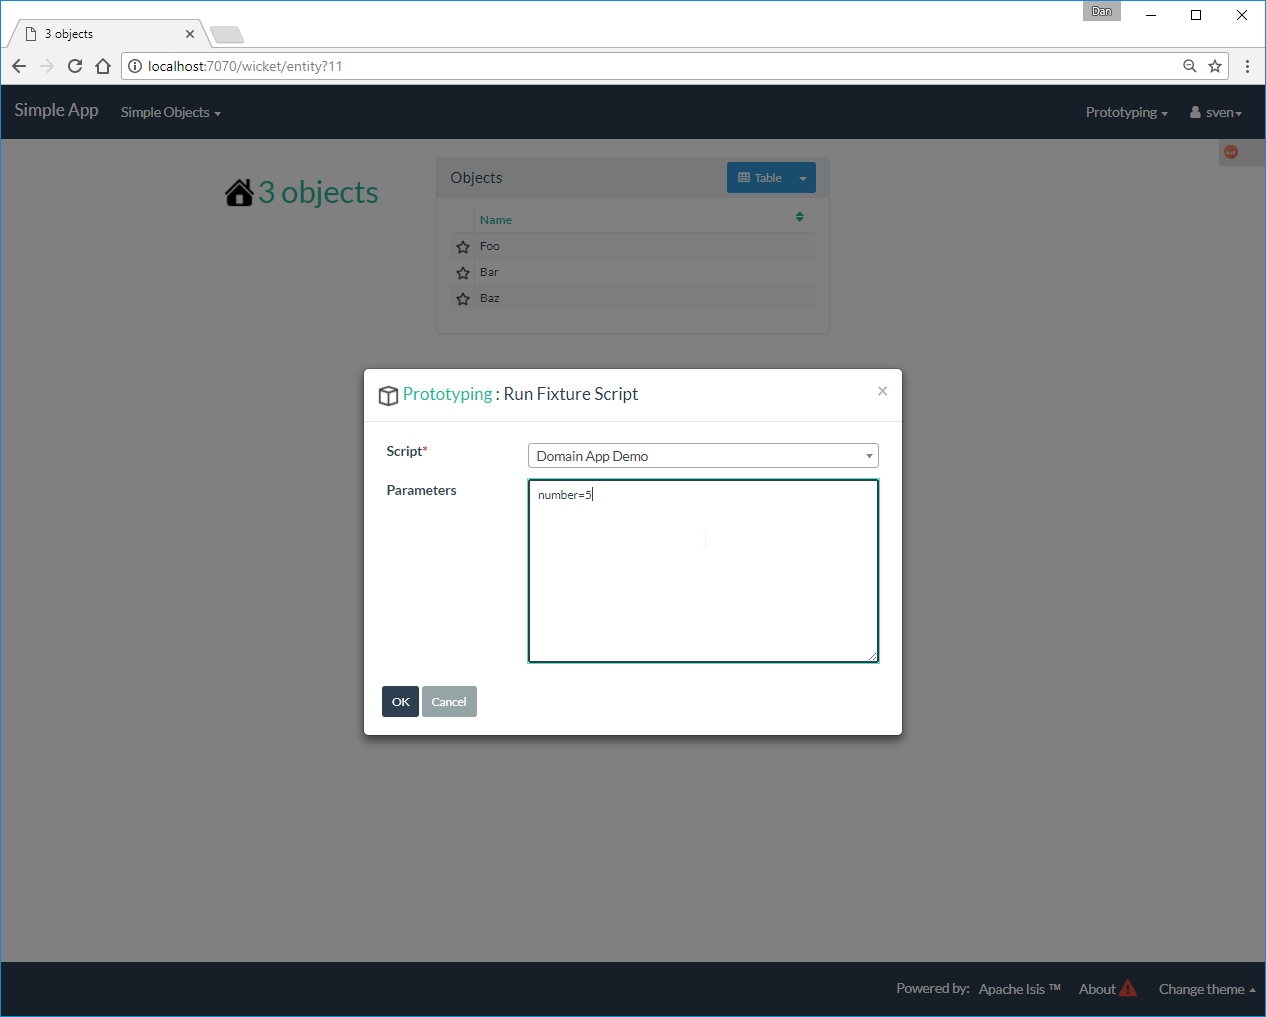 Dan
3 objects
localhost:7070/wicket/entity?11
Simple App Simple Objects Prototyping sven
3 objects
Objects Table
Name
Foo
Bar
Baz
Prototyping : Run Fixture Script ×
Script* Domain App Demo
Parameters number=5
OK Cancel
Powered by: Apache Isis ™ About Change theme